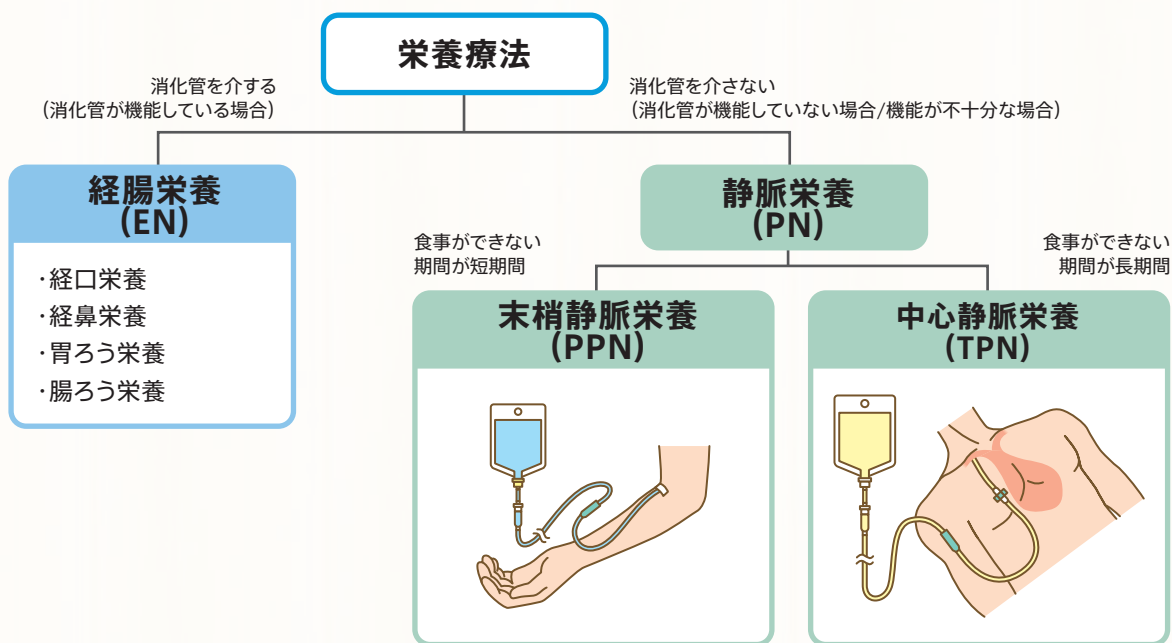 栄養療法
消化管を介する
(消化管が機能している場合)
消化管を介さない
(消化管が機能していない場合/機能が不十分な場合)
経腸栄養
(EN)
・経口栄養
・経鼻栄養
・胃ろう栄養
・腸ろう栄養
静脈栄養
(PN)
食事ができない
期間が短期間
食事ができない
期間が長期間
末梢静脈栄養
(PPN)
中心静脈栄養
(TPN)